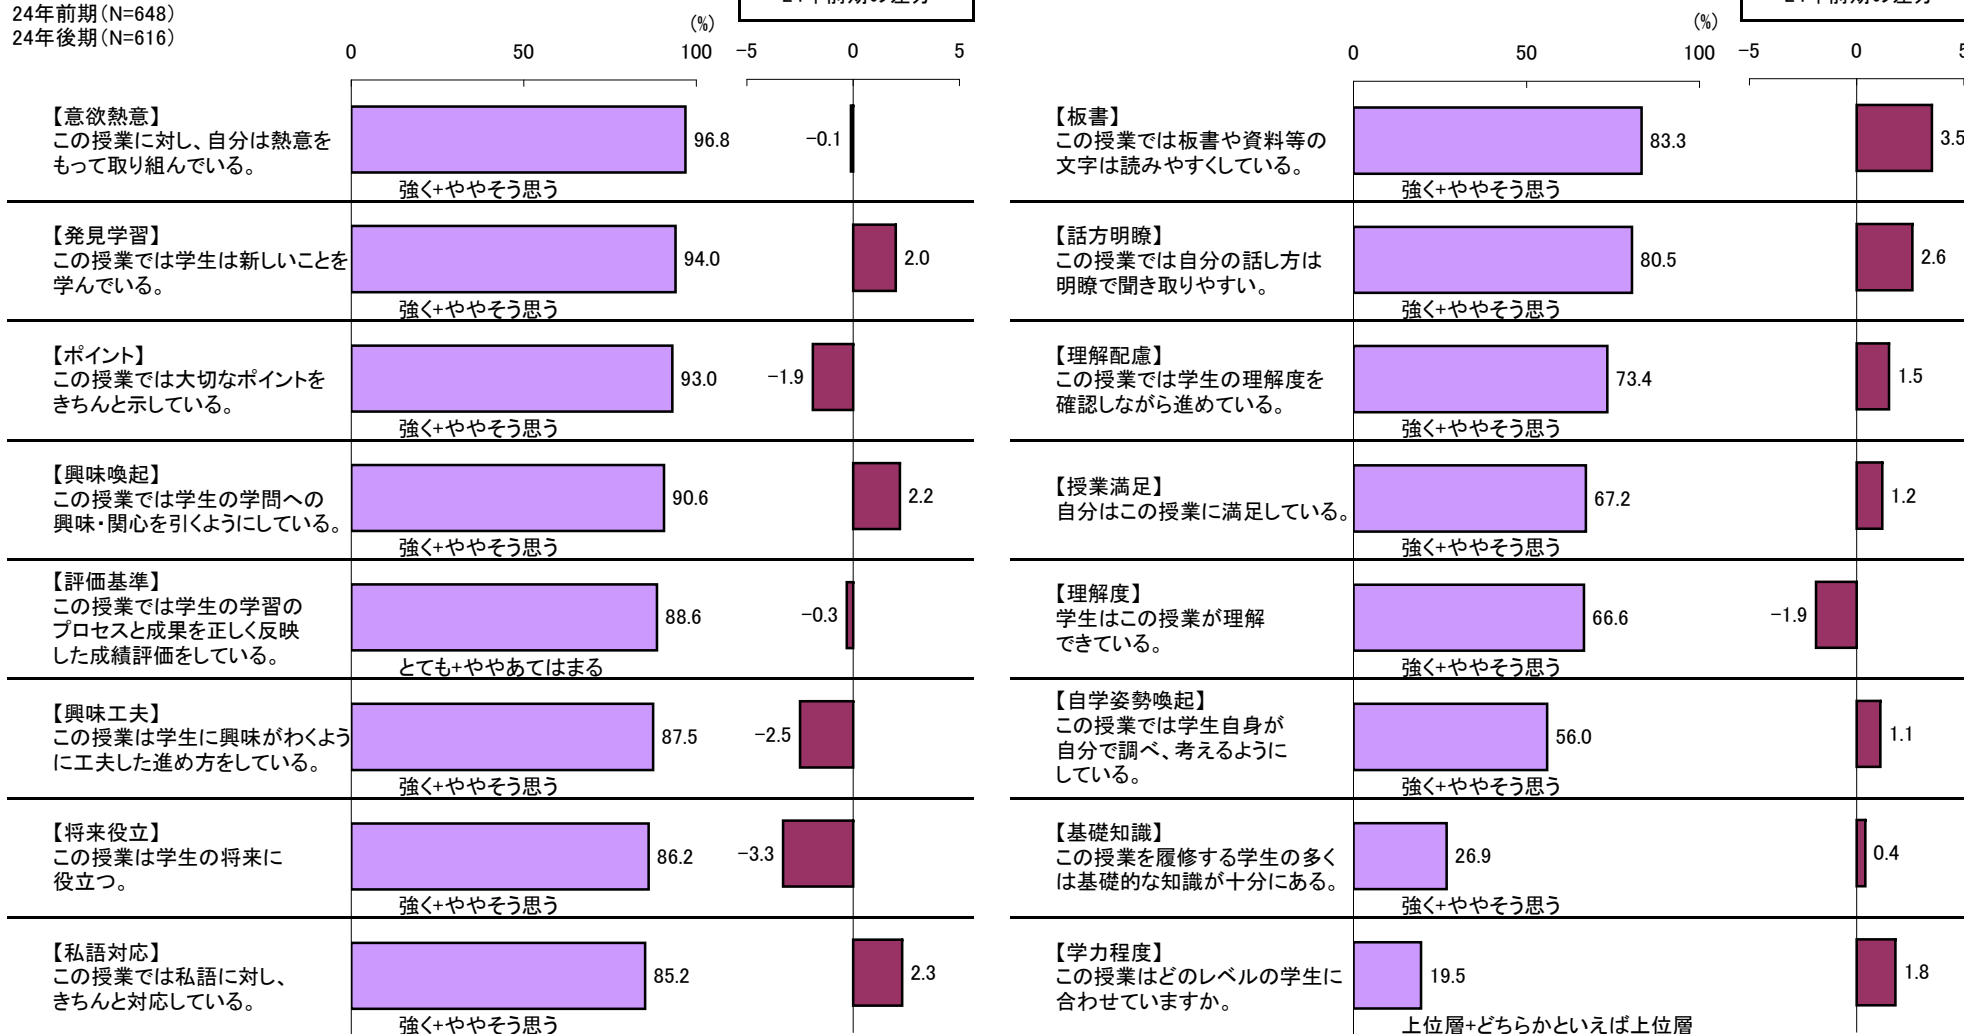 24年前期(N=648)
24年後期(N=616)
(%)
0 50 100 −5 0 5
【意欲熱意】
この授業に対し、自分は熱意を
もって取り組んでいる。
96.8
−0.1
強く+ややそう思う
【発見学習】
この授業では学生は新しいことを
学んでいる。
94.0
2.0
強く+ややそう思う
【ポイント】
この授業では大切なポイントを
きちんと示している。
93.0
−1.9
強く+ややそう思う
【興味喚起】
この授業では学生の学問への
興味・関心を引くようにしている。
90.6
2.2
強く+ややそう思う
【評価基準】
この授業では学生の学習の
プロセスと成果を正しく反映
した成績評価をしている。
88.6
−0.3
とても+ややあてはまる
【興味工夫】
この授業は学生に興味がわくよう
に工夫した進め方をしている。
87.5
−2.5
強く+ややそう思う
【将来役立】
この授業は学生の将来に
役立つ。
86.2
−3.3
強く+ややそう思う
【私語対応】
この授業では私語に対し、
きちんと対応している。
85.2
2.3
強く+ややそう思う
(%)
0 50 100 −5 0 5
【板書】
この授業では板書や資料等の
文字は読みやすくしている。
83.3
3.5
強く+ややそう思う
【話方明瞭】
この授業では自分の話し方は
明瞭で聞き取りやすい。
80.5
2.6
強く+ややそう思う
【理解配慮】
この授業では学生の理解度を
確認しながら進めている。
73.4
1.5
強く+ややそう思う
【授業満足】
自分はこの授業に満足している。
67.2
1.2
強く+ややそう思う
【理解度】
学生はこの授業が理解
できている。
66.6
−1.9
強く+ややそう思う
【自学姿勢喚起】
この授業では学生自身が
自分で調べ、考えるように
している。
56.0
1.1
強く+ややそう思う
【基礎知識】
この授業を履修する学生の多く
は基礎的な知識が十分にある。
26.9
0.4
強く+ややそう思う
【学力程度】
この授業はどのレベルの学生に
合わせていますか。
19.5
1.8
上位層+どちらかといえば上位層